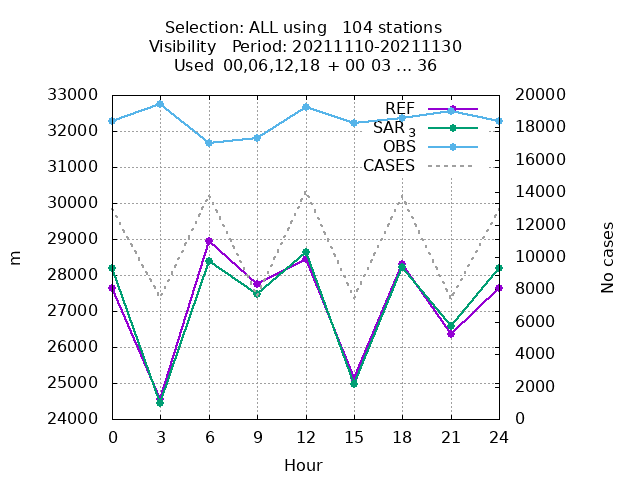 Selection: ALL using   104 stations
Visibility   Period: 20211110-20211130
Used 00,06,12,18 + 00 03 ... 36
33000
32000
31000
30000
29000
28000
27000
26000
25000
24000
m
20000
18000
16000
14000
12000
10000
8000
6000
4000
2000
0
No cases
REF
SAR3
OBS
CASES
0 3 6 9 12 15 18 21 24
Hour